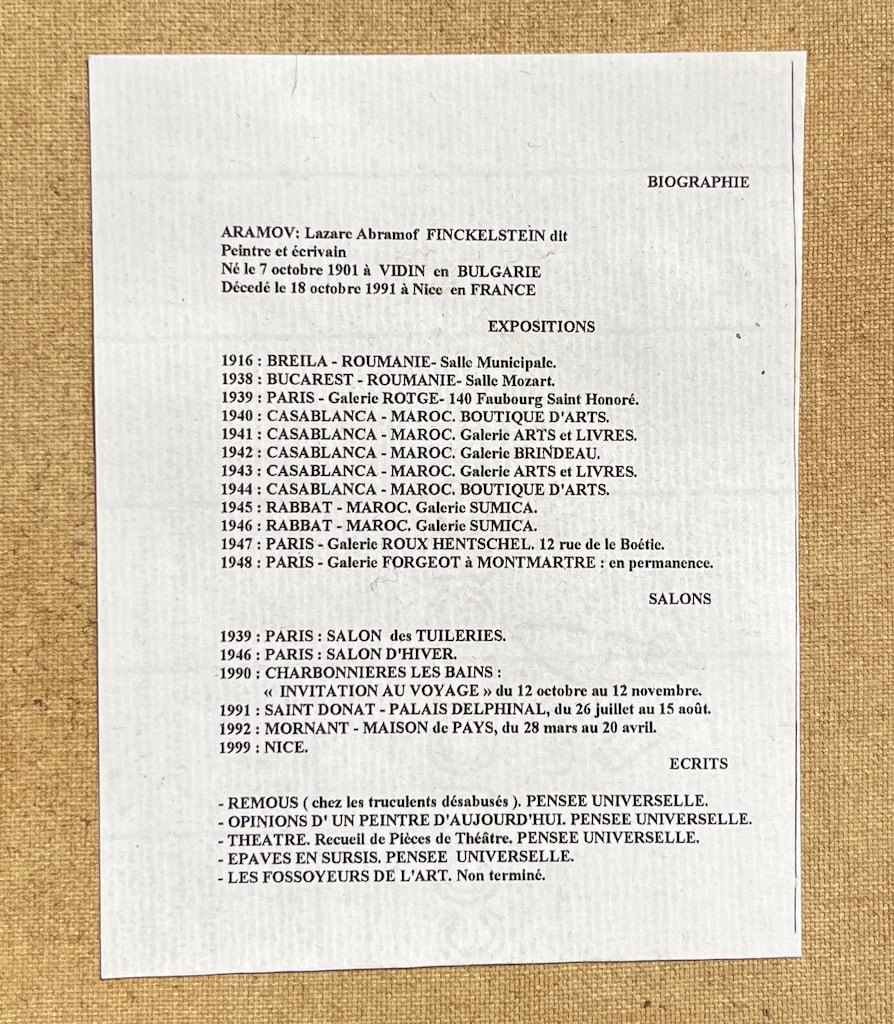 BIOGRAPHIE
ARAMOV: Lazare Abramof FINCKELSTEIN dit
Peintre et écrivain
Né le 7 octobre 1901 à VIDIN en BULGARIE
Décedé le 18 octobre 1991 à Nice en FRANCE
EXPOSITIONS
1916 : BREILA - ROUMANIE- Salle Municipale.
1938 : BUCAREST - ROUMANIE- Salle Mozart.
1939 : PARIS - Galerie ROTGE- 140 Faubourg Saint Honoré.
1940 : CASABLANCA - MAROC. BOUTIQUE D'ARTS.
1941 : CASABLANCA - MAROC. Galerie ARTS et LIVRES.
1942 : CASABLANCA - MAROC. Galerie BRINDEAU.
1943 : CASABLANCA - MAROC. Galerie ARTS et LIVRES.
1944 : CASABLANCA - MAROC. BOUTIQUE D'ARTS.
1945 : RABBAT - MAROC. Galerie SUMICA.
1946 : RABBAT - MAROC. Galerie SUMICA.
1947 : PARIS - Galerie ROUX HENTSCHEL. 12 rue de le Boétie.
1948 : PARIS - Galerie FORGEOT à MONTMARTRE : en permanence.
SALONS
1939 : PARIS : SALON des TUILERIES.
1946 : PARIS : SALON D'HIVER.
1990 : CHARBONNIERES LES BAINS :
« INVITATION AU VOYAGE » du 12 octobre au 12 novembre.
1991 : SAINT DONAT - PALAIS DELPHINAL, du 26 juillet au 15 août.
1992 : MORNANT - MAISON de PAYS, du 28 mars au 20 avril.
1999 : NICE.
ECRITS
- REMOUS ( chez les truculents désabusés ). PENSEE UNIVERSELLE.
- OPINIONS D' UN PEINTRE D'AUJOURD'HUI. PENSEE UNIVERSELLE.
- THEATRE. Recueil de Pièces de Théâtre. PENSEE UNIVERSELLE.
- EPAVES EN SURSIS. PENSEE UNIVERSELLE.
- LES FOSSOYEURS DE L'ART. Non terminé.